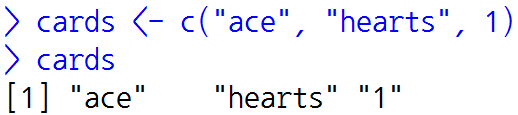 > cards <- c("ace", "hearts", 1)
> cards
[1] "ace"    "hearts" "1"